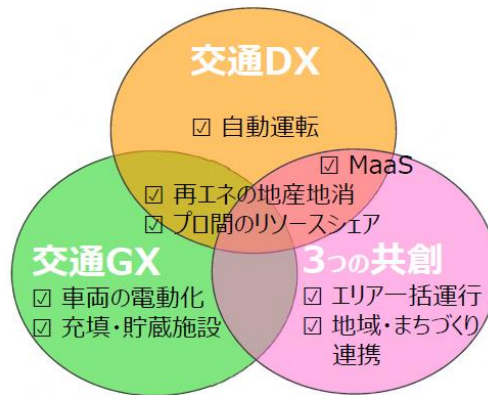 交通DX
☑ 自動運転
☑ MaaS
☑ 再エネの地産地消
☑ プロ間のリソースシェア
交通GX
☑ 車両の電動化
☑ 充填・貯蔵施設
3つの共創
☑ エリア一括運行
☑ 地域・まちづくり
連携